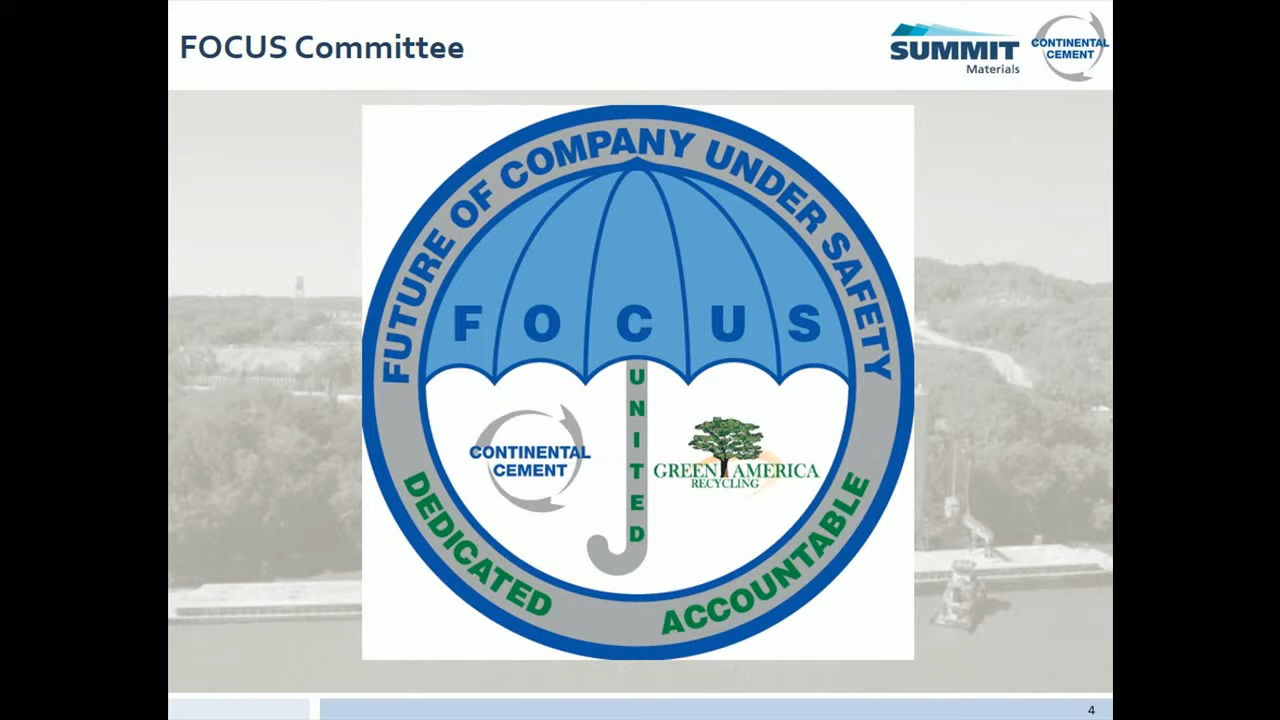 FOCUS Committee
SUMMIT
Materials
CONTINENTAL
CEMENT
FUTURE OF COMPANY UNDER SAFETY
F O C U S
UNITED
CONTINENTAL
CEMENT
GREEN AMERICA
RECYCLING
DEDICATED
ACCOUNTABLE
4